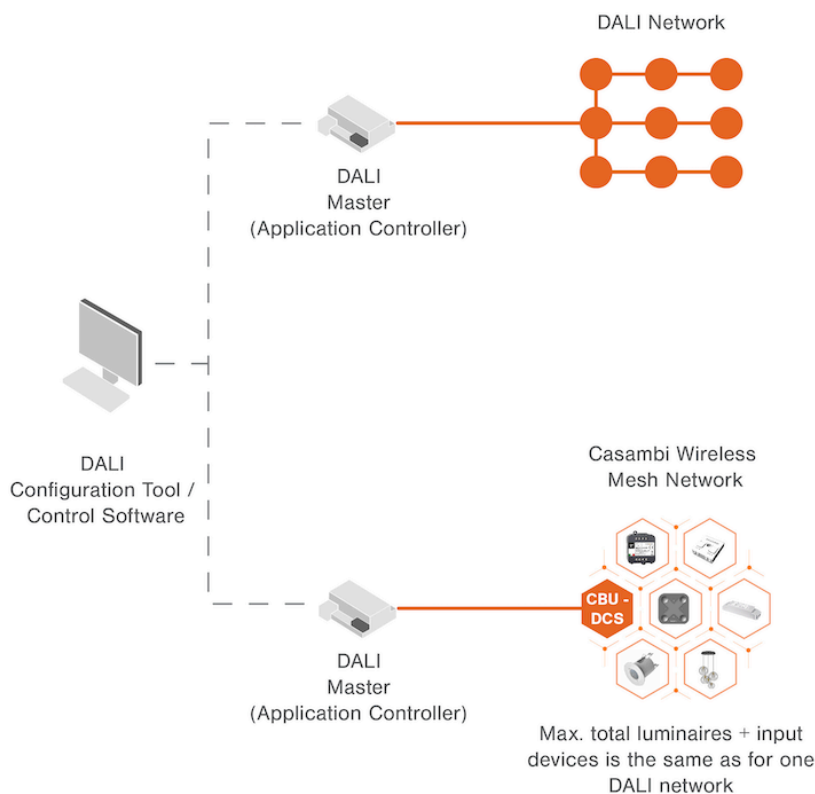 DALI Network
DALI
Master
(Application Controller)
DALI
Configuration Tool /
Control Software
Casambi Wireless
Mesh Network
CBU -
DCS
DALI
Master
(Application Controller)
Max. total luminaires + input
devices is the same as for one
DALI network